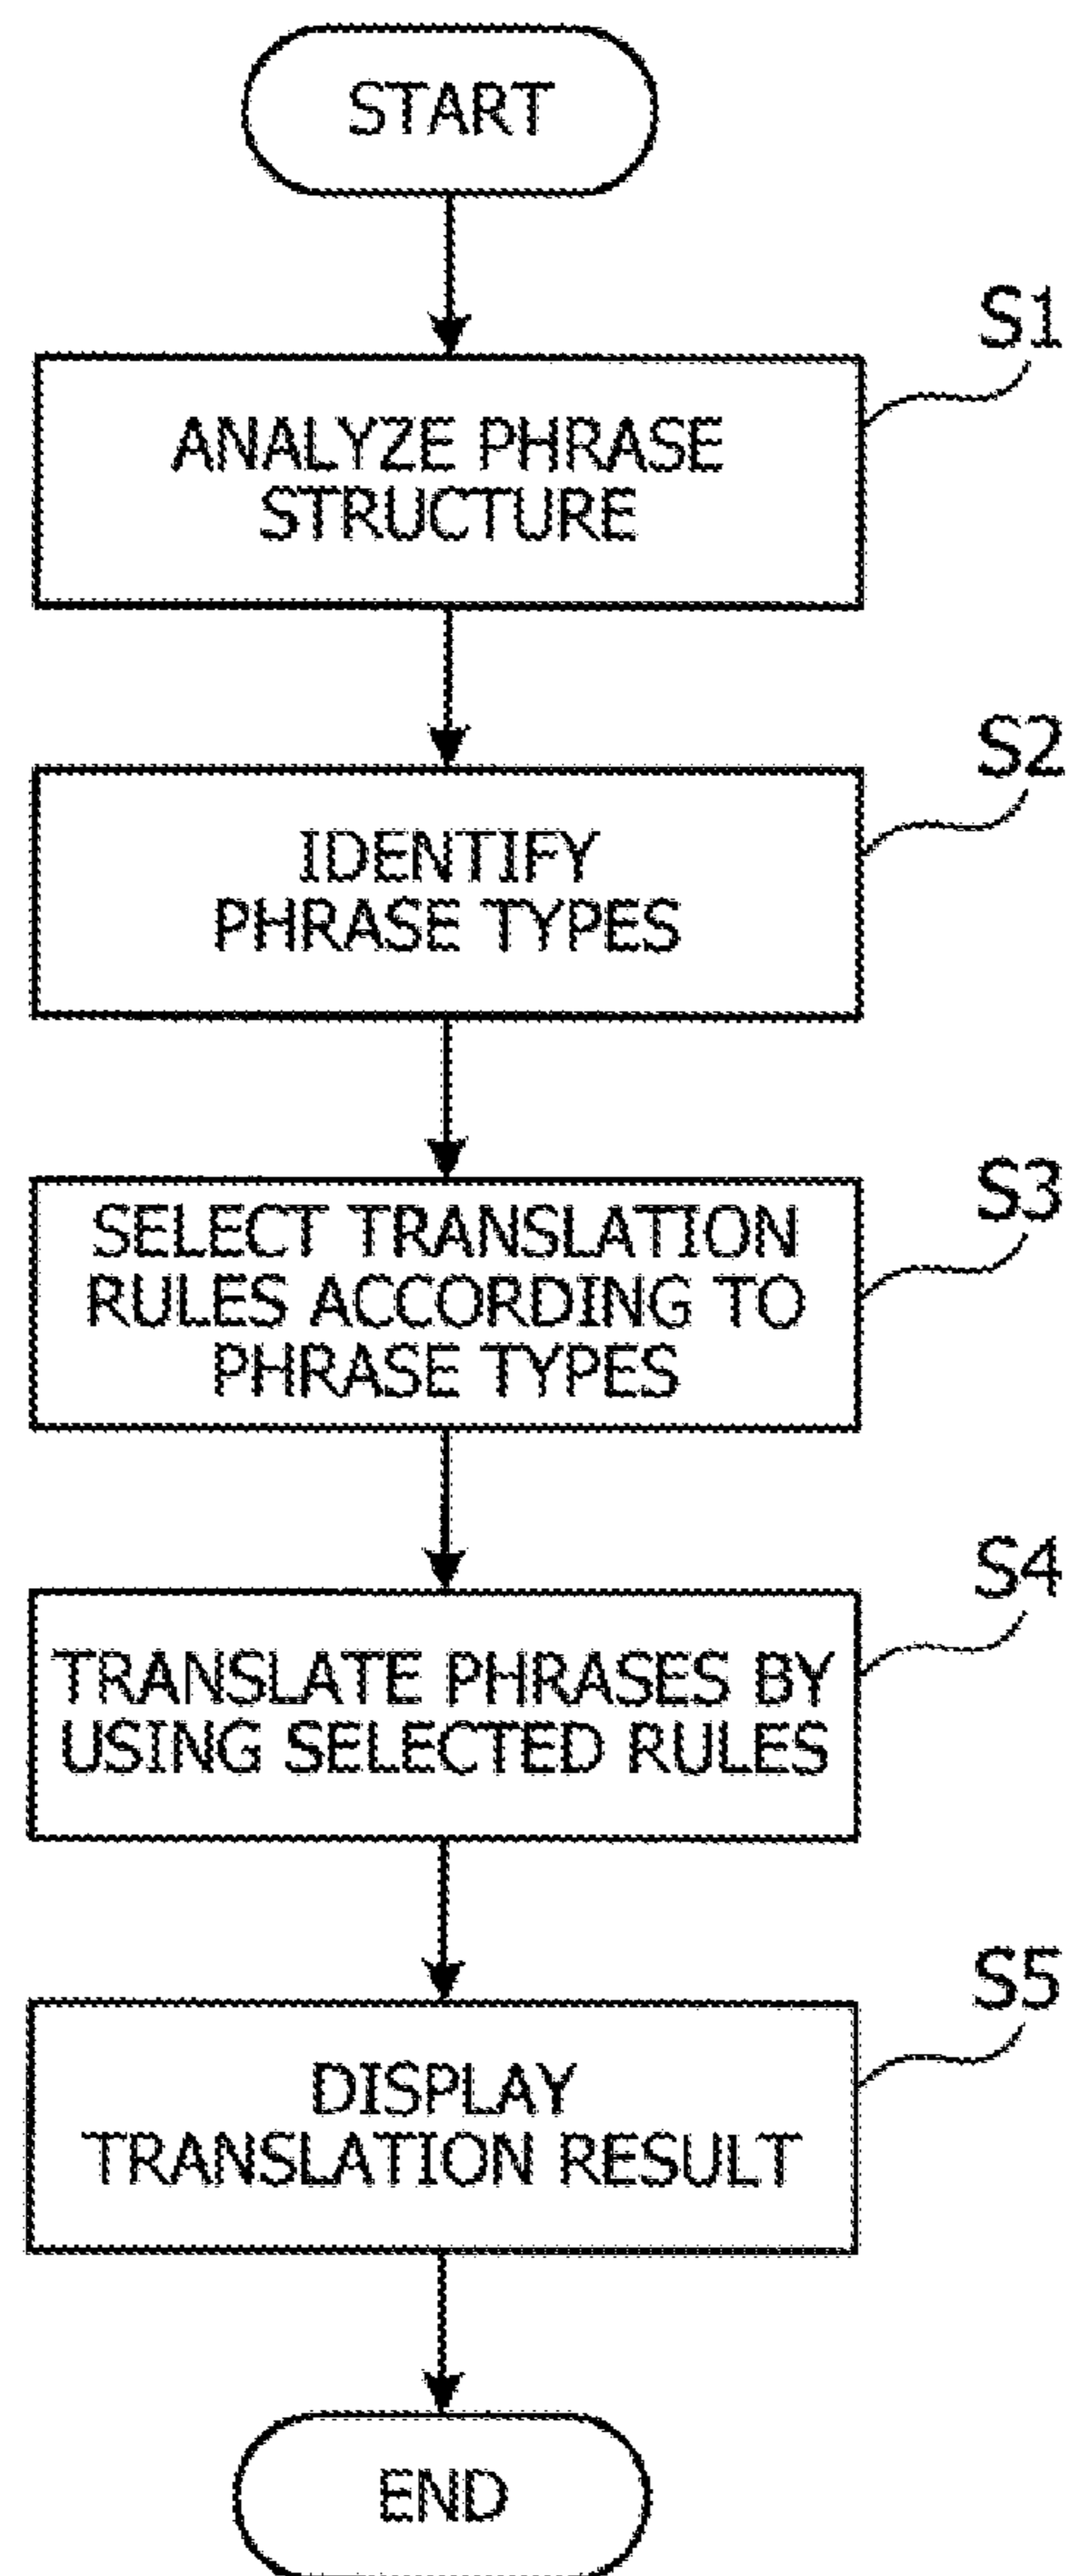 START
S1
ANALYZE PHRASE
STRUCTURE
S2
IDENTIFY
PHRASE TYPES
S3
SELECT TRANSLATION
RULES ACCORDING TO
PHRASE TYPES
S4
TRANSLATE PHRASES BY
USING SELECTED RULES
S5
DISPLAY
TRANSLATION RESULT
END